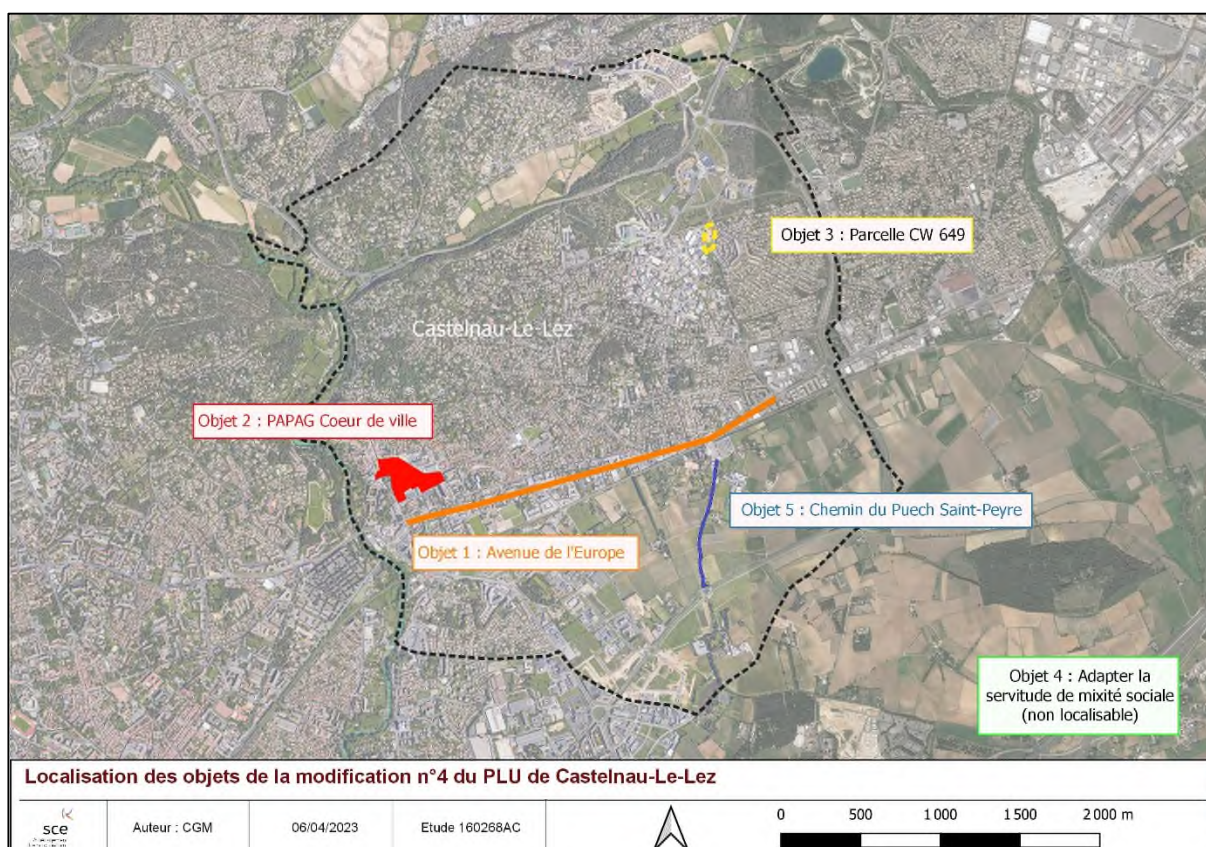 Objet 3 : Parcelle CW 649
Castelnau-Le-Lez
Objet 2 : PAPAG Coeur de ville
Objet 5 : Chemin du Puech Saint-Peyre
Objet 1 : Avenue de l'Europe
Objet 4 : Adapter la
servitude de mixité sociale
(non localisable)
Localisation des objets de la modification n°4 du PLU de Castelnau-Le-Lez
sce
Auteur : CGM
06/04/2023
Etude 160268AC
0 500 1000 1500 2000 m